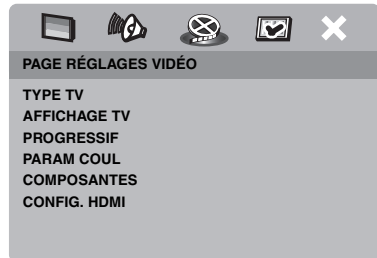 PAGE RÉGLAGES VIDÉO
TYPE TV
AFFICHAGE TV
PROGRESSIF
PARAM COUL
COMPOSANTES
CONFIG. HDMI